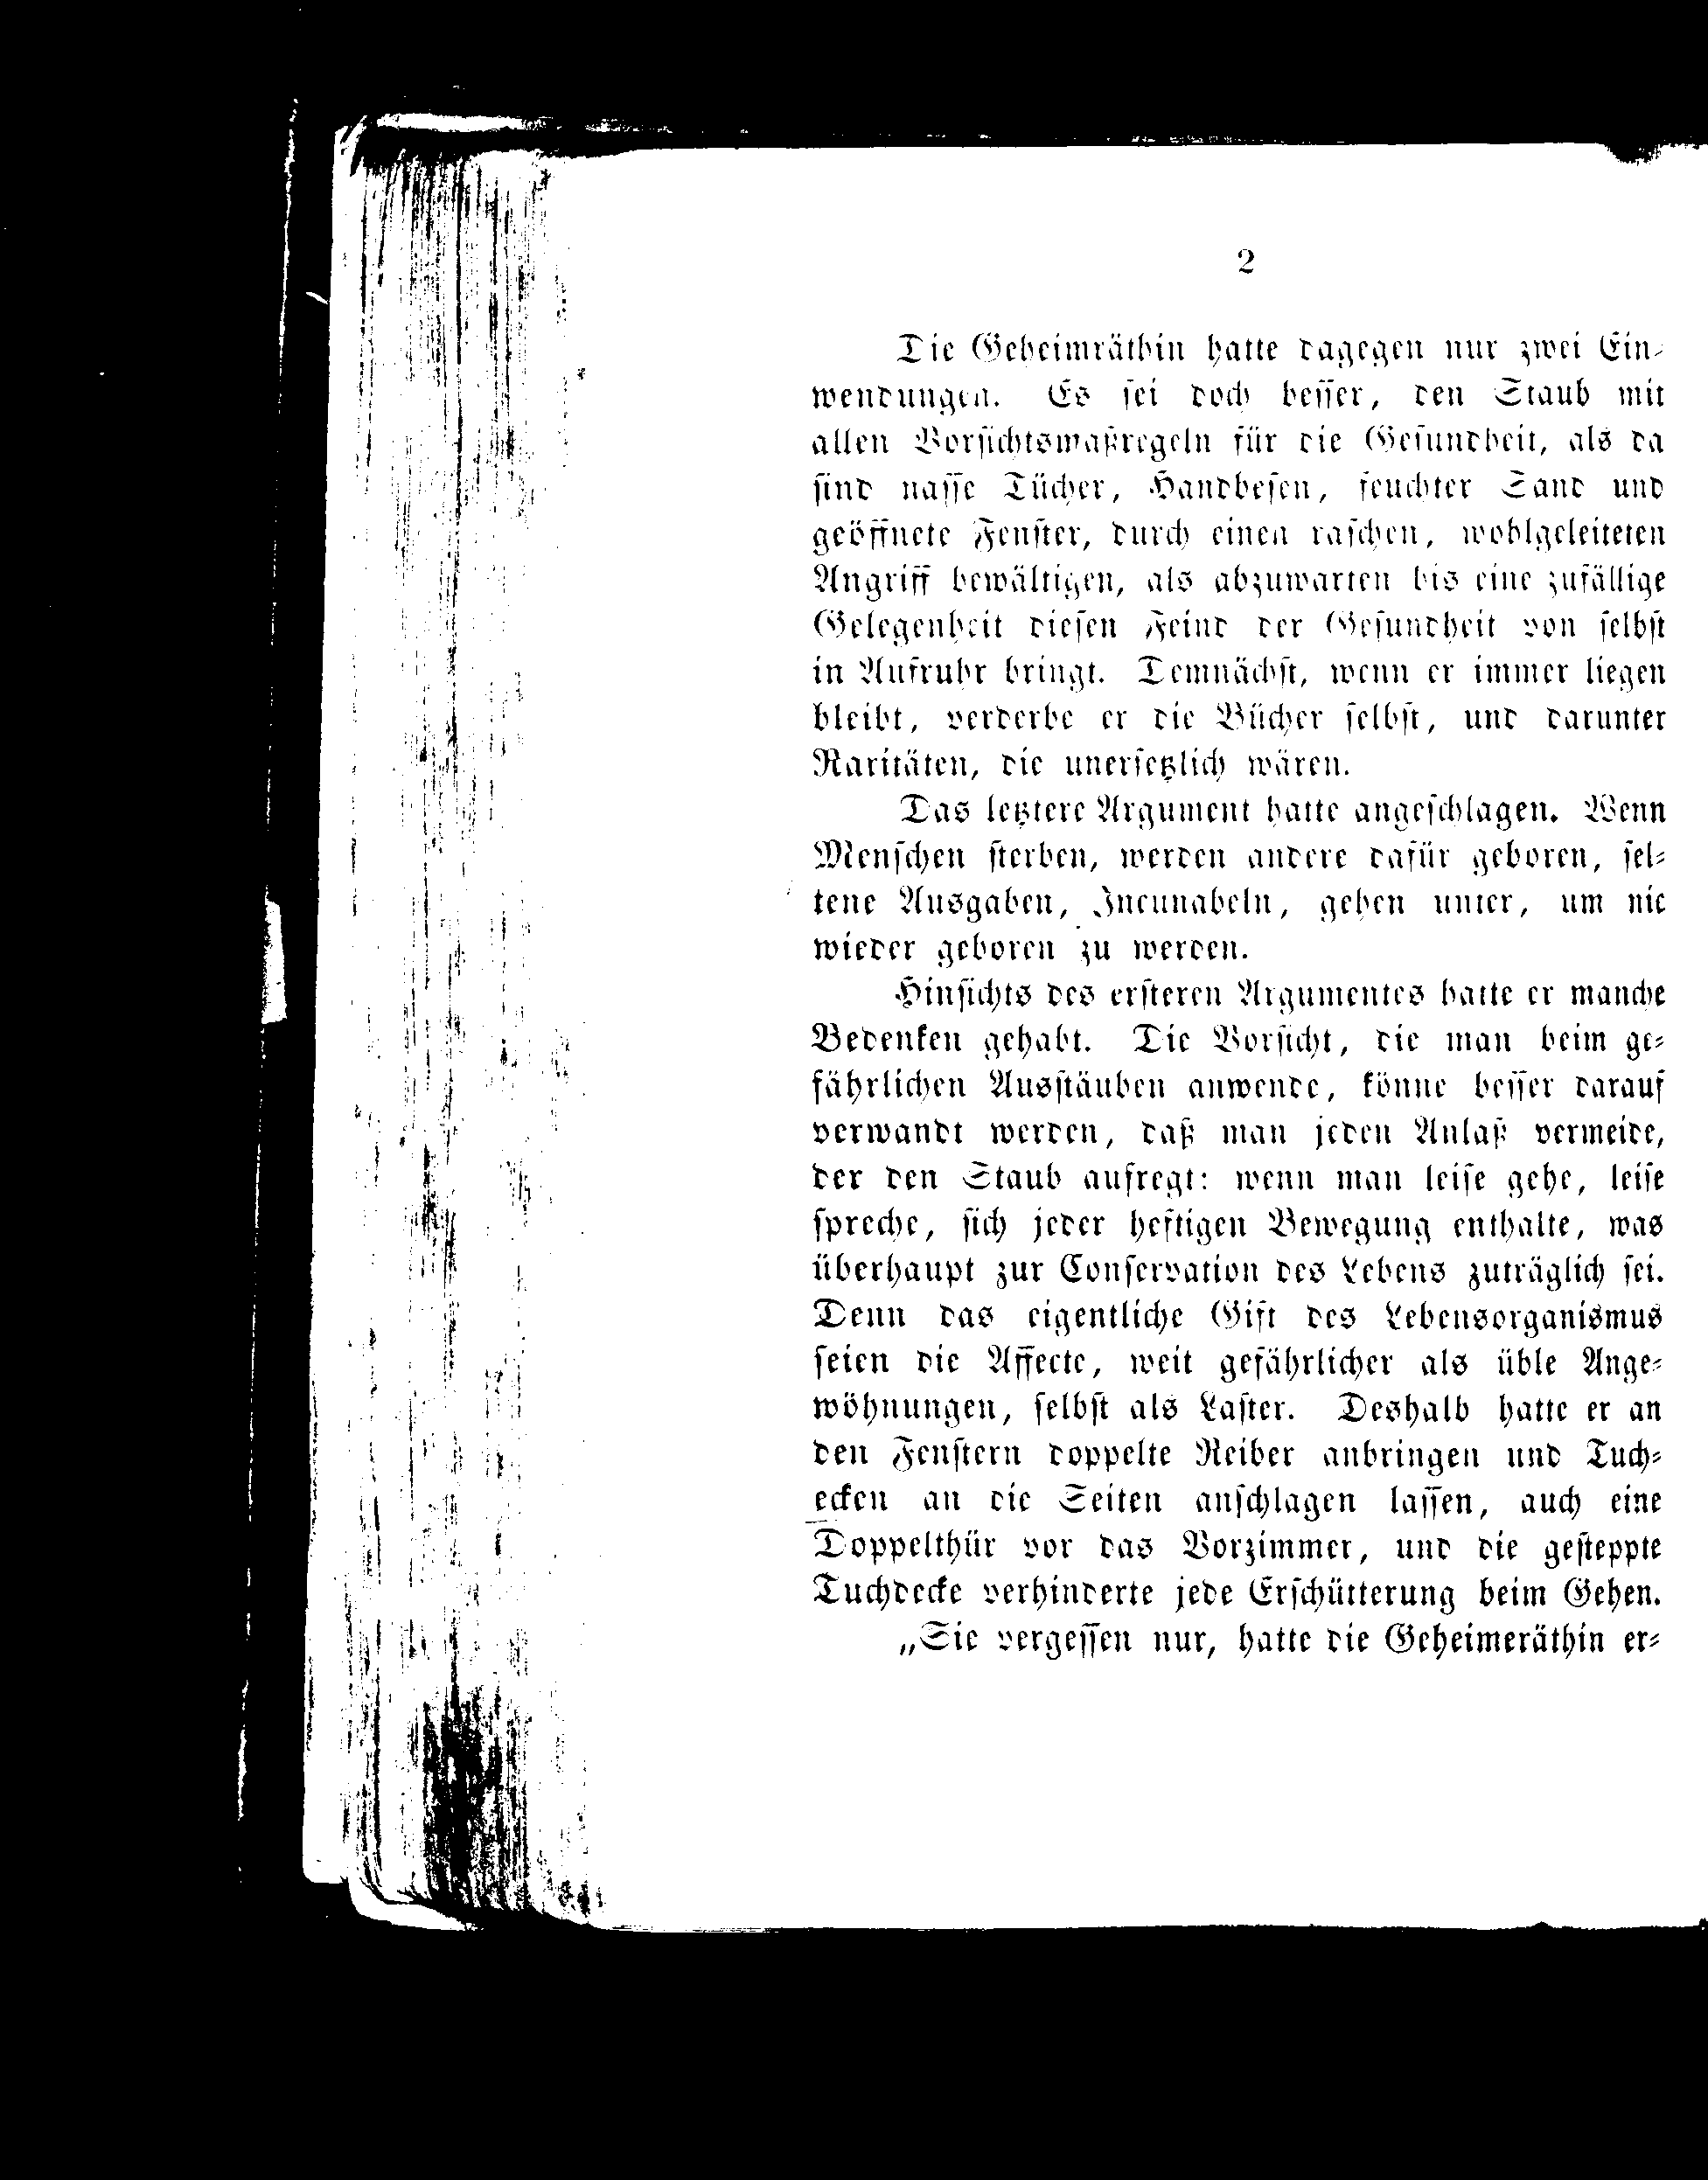 2
Die Geheimräthin hatte dagegen nur zwei Ein-
wendungen. Es ſei doch beſſer, den Staub mit
allen Vorſichtsmaßregeln für die Geſundheit, als da
ſind naſſe Tücher, Handbeſen, feuchter Sand und
geöffnete Fenſter, durch einen raſchen, wohlgeleiteten
Angriff bewältigen, als abzuwarten bis eine zufällige
Gelegenheit dieſen Feind der Geſundheit von ſelbſt
in Aufruhr bringt. Demnächſt, wenn er immer liegen
bleibt, verderbe er die Bücher ſelbſt, und darunter
Raritäten, die unerſetzlich wären.
Das letztere Argument hatte angeſchlagen. Wenn
Menſchen ſterben, werden andere dafür geboren, ſel-
tene Ausgaben, Incunabeln, gehen unter, um nie
wieder geboren zu werden.
Hinſichts des erſteren Argumentes hatte er manche
Bedenken gehabt. Die Vorſicht, die man beim ge-
fährlichen Ausſtäuben anwende, könne beſſer darauf
verwandt werden, daß man jeden Anlaß vermeide,
der den Staub aufregt: wenn man leiſe gehe, leiſe
ſpreche, ſich jeder heftigen Bewegung enthalte, was
überhaupt zur Conſervation des Lebens zuträglich ſei.
Denn das eigentliche Gift des Lebensorganismus
ſeien die Affecte, weit gefährlicher als üble Ange-
wöhnungen, ſelbſt als Laſter. Deshalb hatte er an
den Fenſtern doppelte Reiber anbringen und Tuch-
ecken an die Seiten anſchlagen laſſen, auch eine
Doppelthür vor das Vorzimmer, und die geſteppte
Tuchdecke verhinderte jede Erſchütterung beim Gehen.
„Sie vergeſſen nur, hatte die Geheimeräthin er-